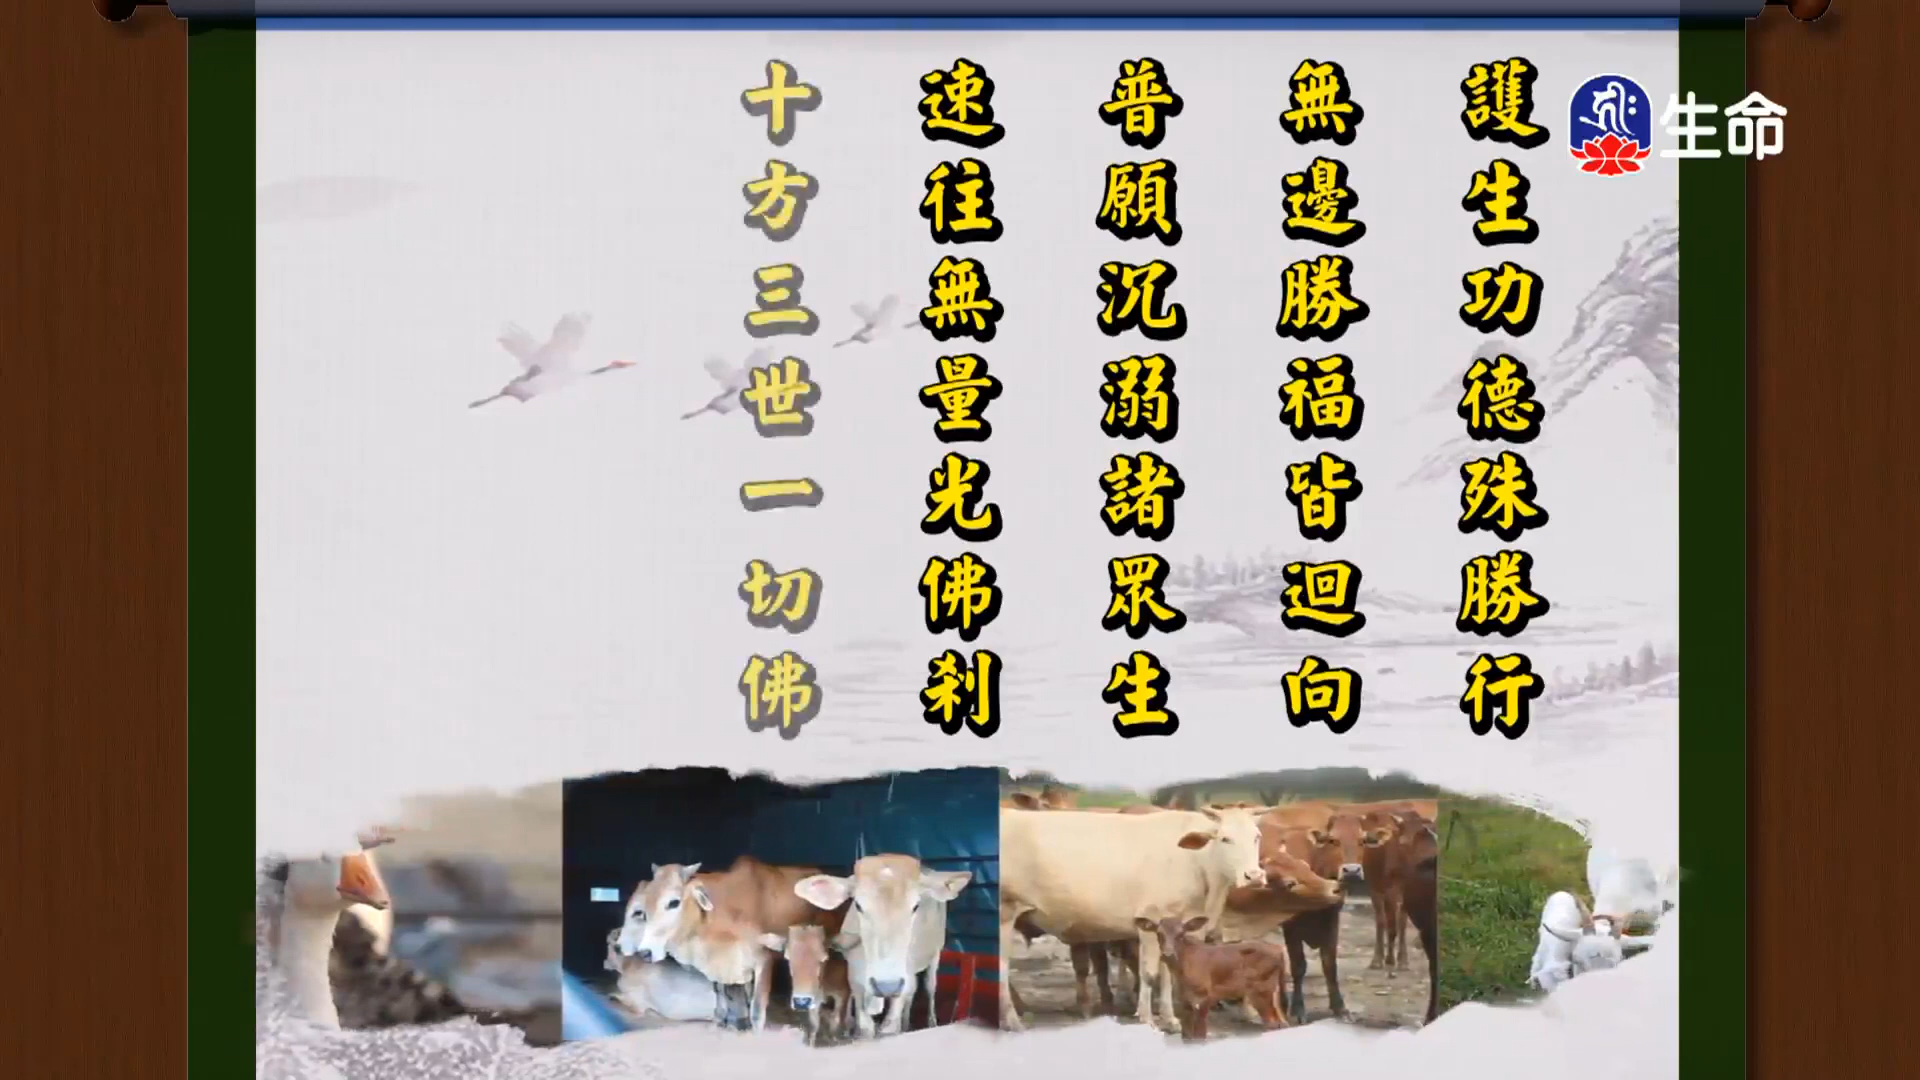 護生功德殊勝行
無邊勝福皆迴向
普願沉溺諸眾生
速往無量光佛剎
十方三世一切佛
生命